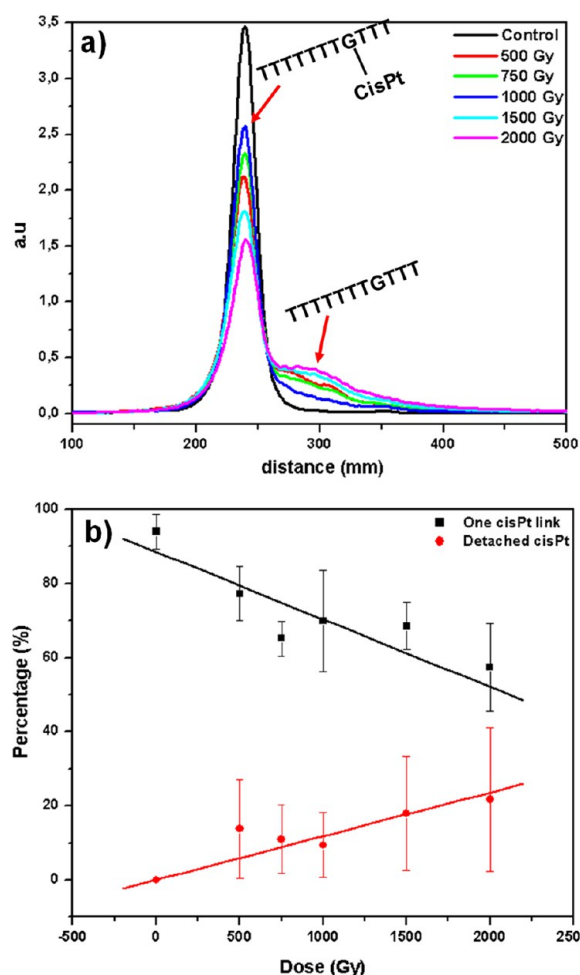 a)
TTTTTTTGTTT
CisPt
Control
500 Gy
750 Gy
1000 Gy
1500 Gy
2000 Gy
TTTTTTTGTTT
a.u
3,5
3,0
2,5
2,0
1,5
1,0
0,5
0,0
100 200 300 400 500
distance (mm)
b)
One cisPt link
Detached cisPt
Percentage (%)
100
80
60
40
20
0
-500 0 500 1000 1500 2000 250
Dose (Gy)